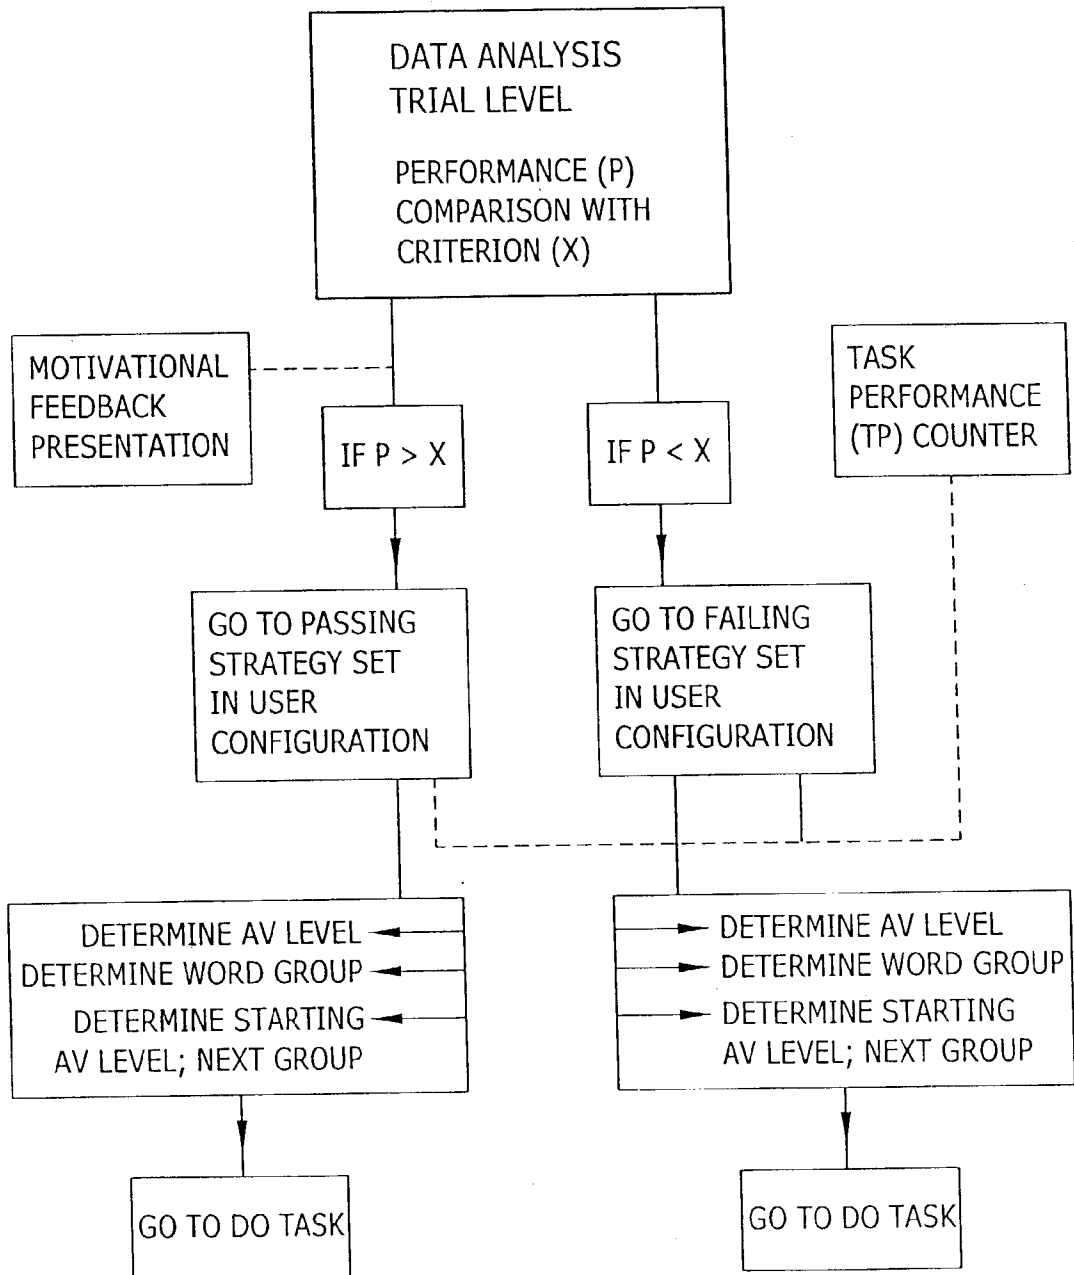 DATA ANALYSIS
TRIAL LEVEL
PERFORMANCE (P)
COMPARISON WITH
CRITERION (X)
MOTIVATIONAL
FEEDBACK
PRESENTATION
IF P > X
IF P < X
TASK
PERFORMANCE
(TP) COUNTER
GO TO PASSING
STRATEGY SET
IN USER
CONFIGURATION
GO TO FAILING
STRATEGY SET
IN USER
CONFIGURATION
DETERMINE AV LEVEL
DETERMINE WORD GROUP
DETERMINE STARTING
AV LEVEL; NEXT GROUP
DETERMINE AV LEVEL
DETERMINE WORD GROUP
DETERMINE STARTING
AV LEVEL; NEXT GROUP
GO TO DO TASK
GO TO DO TASK